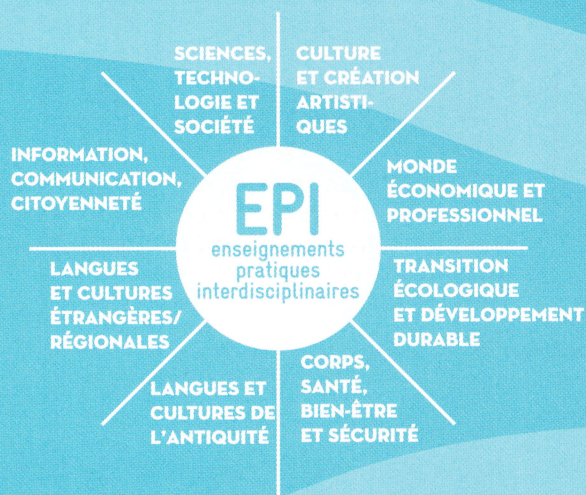 SCIENCES,
TECHNO-
LOGIE ET
SOCIÉTÉ
CULTURE
ET CRÉATION
ARTISTI-
QUES
INFORMATION,
COMMUNICATION,
CITOYENNETÉ
MONDE
ÉCONOMIQUE ET
PROFESSIONNEL
EPI
enseignements
pratiques
interdisciplinaires
LANGUES
ET CULTURES
ÉTRANGÈRES/
RÉGIONALES
TRANSITION
ÉCOLOGIQUE
ET DÉVELOPPEMENT
DURABLE
LANGUES ET
CULTURES DE
L'ANTIQUITÉ
CORPS,
SANTÉ,
BIEN-ÊTRE
ET SÉCURITÉ